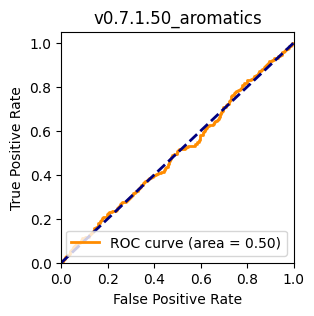 v0.7.1.50_aromatics
True Positive Rate
1.0
0.8
0.6
0.4
0.2
0.0
ROC curve (area = 0.50)
0.0 0.2 0.4 0.6 0.8 1.0
False Positive Rate